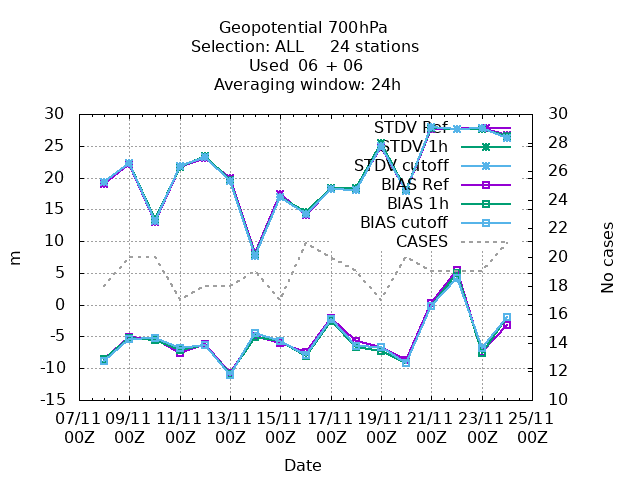 Geopotential 700hPa
Selection: ALL 24 stations
Used 06 + 06
Averaging window: 24h
30 30
STDV Ref
25 28
STDV 1h
STDV cutoff
26
20
BIAS Ref
24
BIAS 1h
15
BIAS cutoff
22
10
CASES
20
5
18
0
16
-5
14
-10
12
-15 10
m
No cases
07/11 09/11 11/11 13/11 15/11 17/11 19/11 21/11 23/11 25/11
00Z 00Z 00Z 00Z 00Z 00Z 00Z 00Z 00Z 00Z
Date